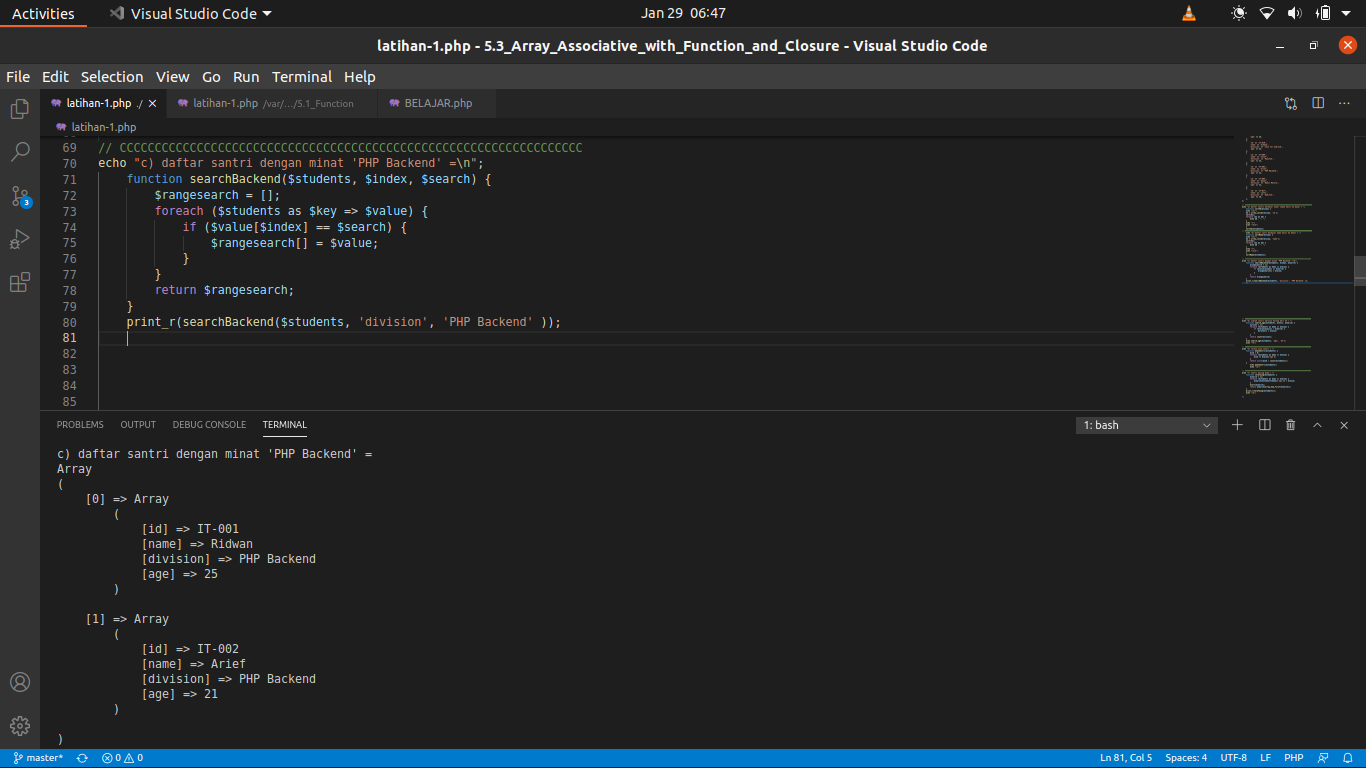 Activities Visual Studio Code Jan 29 06:47
latihan-1.php - 5.3_Array_Associative_with_Function_and_Closure - Visual Studio Code
File Edit Selection View Go Run Terminal Help
latihan-1.php ./ latihan-1.php /var/.../5.1_Function BELAJAR.php
latihan-1.php
69 // CCCCCCCCCCCCCCCCCCCCCCCCCCCCCCCCCCCCCCCCCCCCCCCCCCCCCCCCCCCCCCCCCC
70 echo "c) daftar santri dengan minat 'PHP Backend' =\n";
71 function searchBackend($students, $index, $search) {
72 $rangesearch = [];
73 foreach ($students as $key => $value) {
74 if ($value[$index] == $search) {
75 $rangesearch[] = $value;
76 }
77 }
78 return $rangesearch;
79 }
80 print_r(searchBackend($students, 'division', 'PHP Backend' ));
81
82
83
84
85
3
PROBLEMS OUTPUT DEBUG CONSOLE TERMINAL 1: bash
c) daftar santri dengan minat 'PHP Backend' =
Array
(
[0] => Array
(
[id] => IT-001
[name] => Ridwan
[division] => PHP Backend
[age] => 25
)
[1] => Array
(
[id] => IT-002
[name] => Arief
[division] => PHP Backend
[age] => 21
)
)
master* 0 0 Ln 81, Col 5 Spaces: 4 UTF-8 LF PHP